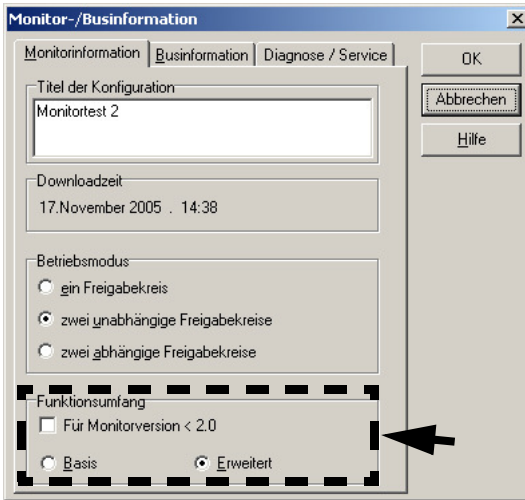 Monitor-/Businformation
Monitorinformation Businformation Diagnose / Service
OK
Titel der Konfiguration
Monitortest 2
Abbrechen
Hilfe
Downloadzeit
17.November 2005 . 14:38
Betriebsmodus
ein Freigabekreis
zwei unabhängige Freigabekreise
zwei abhängige Freigabekreise
Funktionsumfang
Für Monitorversion < 2.0
Basis Erweitert